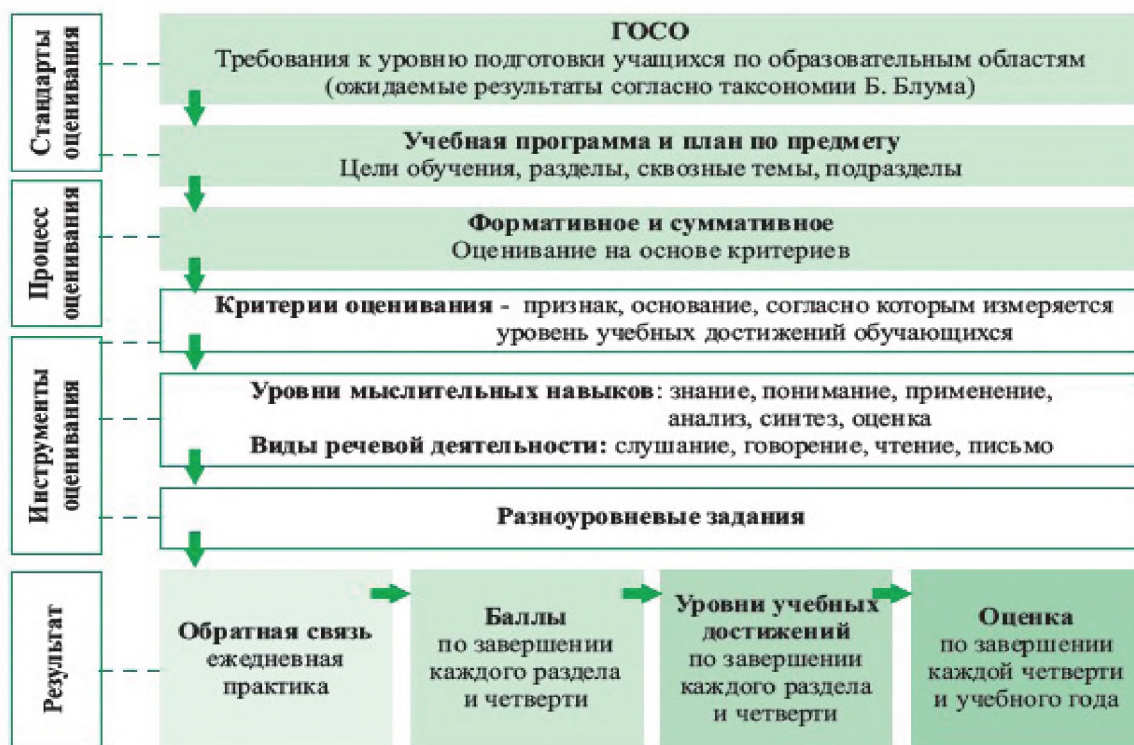 Стандарты
оценивания
ГОСО
Требования к уровню подготовки учащихся по образовательным областям
(ожидаемые результаты согласно таксономии Б. Блума)
Учебная программа и план по предмету
Цели обучения, разделы, сквозные темы, подразделы
Процесс
оценивания
Формативное и суммативное
Оценивание на основе критериев
Критерии оценивания - признак, основание, согласно которым измеряется
уровень учебных достижений обучающихся
Инструменты
оценивания
Уровни мыслительных навыков: знание, понимание, применение,
анализ, синтез, оценка
Виды речевой деятельности: слушание, говорение, чтение, письмо
Разноуровневые задания
Результат
Обратная связь
ежедневная
практика
Баллы
по завершении
каждого раздела
и четверти
Уровни учебных
достижений
по завершении
каждого раздела
и четверти
Оценка
по завершении
каждой четверти
и учебного года